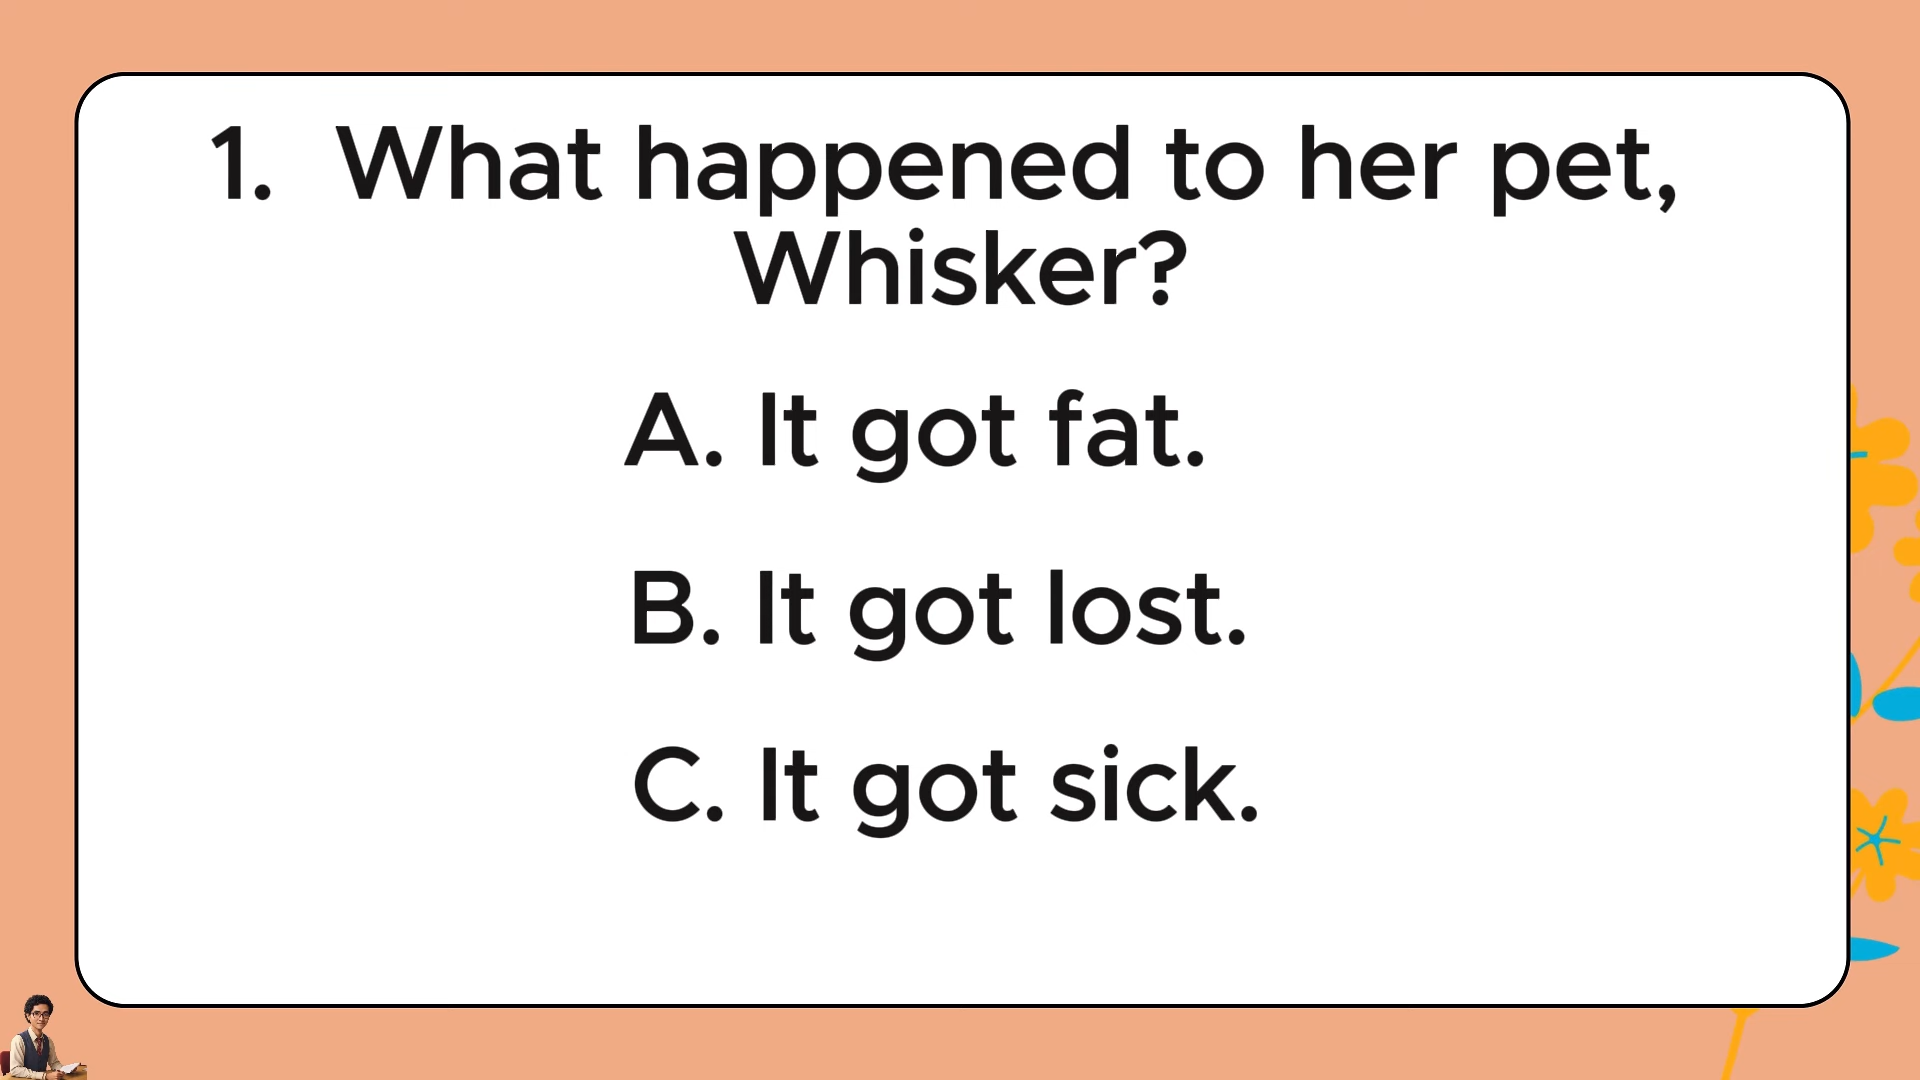 1. What happened to her pet,
Whisker?
A. It got fat.
B. It got lost.
C. It got sick.